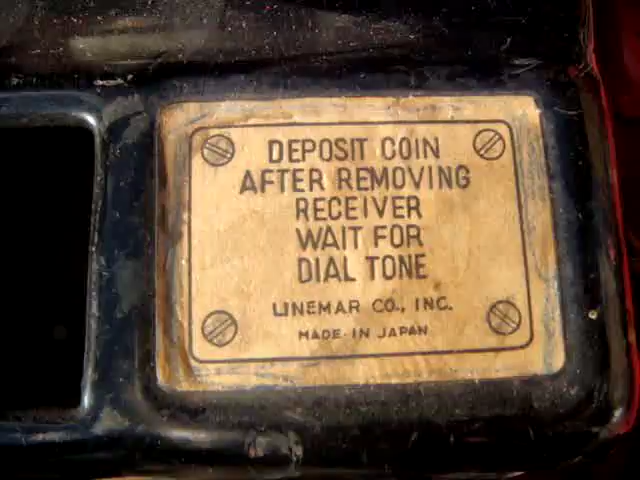 DEPOSIT COIN
AFTER REMOVING
RECEIVER
WAIT FOR
DIAL TONE
LINEMAR CO., INC.
MADE-IN JAPAN